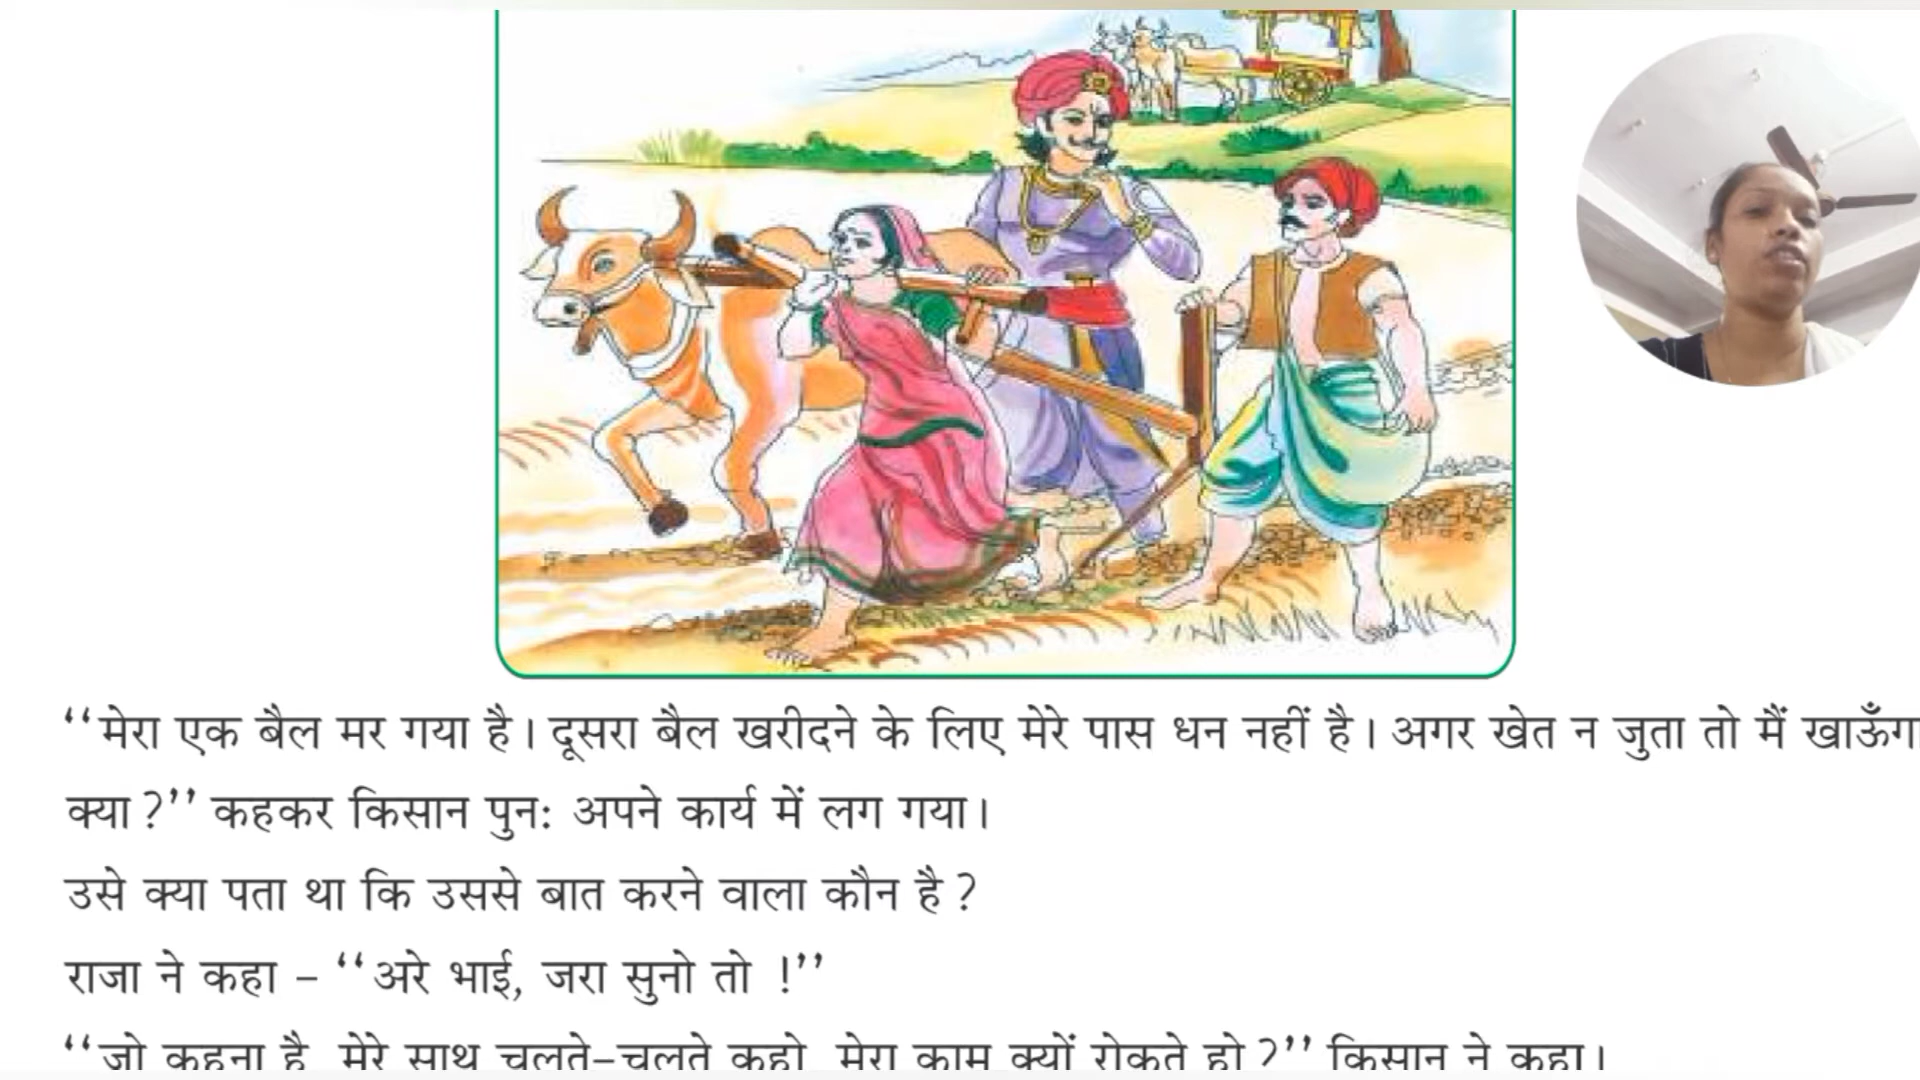 ‘‘मेरा एक बैल मर गया है। दूसरा बैल खरीदने के लिए मेरे पास धन नहीं है। अगर खेत न जुता तो मैं खाऊँगा
क्या ?’’ कहकर किसान पुनः अपने कार्य में लग गया।
उसे क्या पता था कि उससे बात करने वाला कौन है ?
राजा ने कहा – ‘‘अरे भाई, जरा सुनो तो !’’
‘‘जो कहना है मेरे साथ चलते-चलते कहो मेरा काम क्यों रोकते हो ?’’ किसान ने कहा।